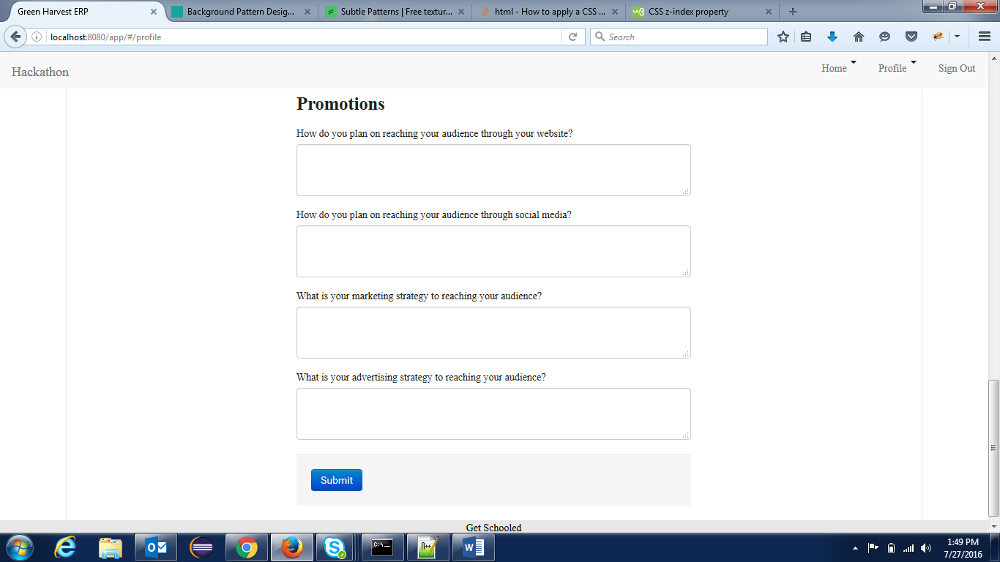 Green Harvest ERP
Background Pattern Desig...
Subtle Patterns | Free textur...
html - How to apply a CSS ...
CSS z-index property
localhost:8080/app/#/profile
Search
Hackathon
Home
Profile
Sign Out
Promotions
How do you plan on reaching your audience through your website?
How do you plan on reaching your audience through social media?
What is your marketing strategy to reaching your audience?
What is your advertising strategy to reaching your audience?
Submit
Get Schooled
1:49 PM
7/27/2016